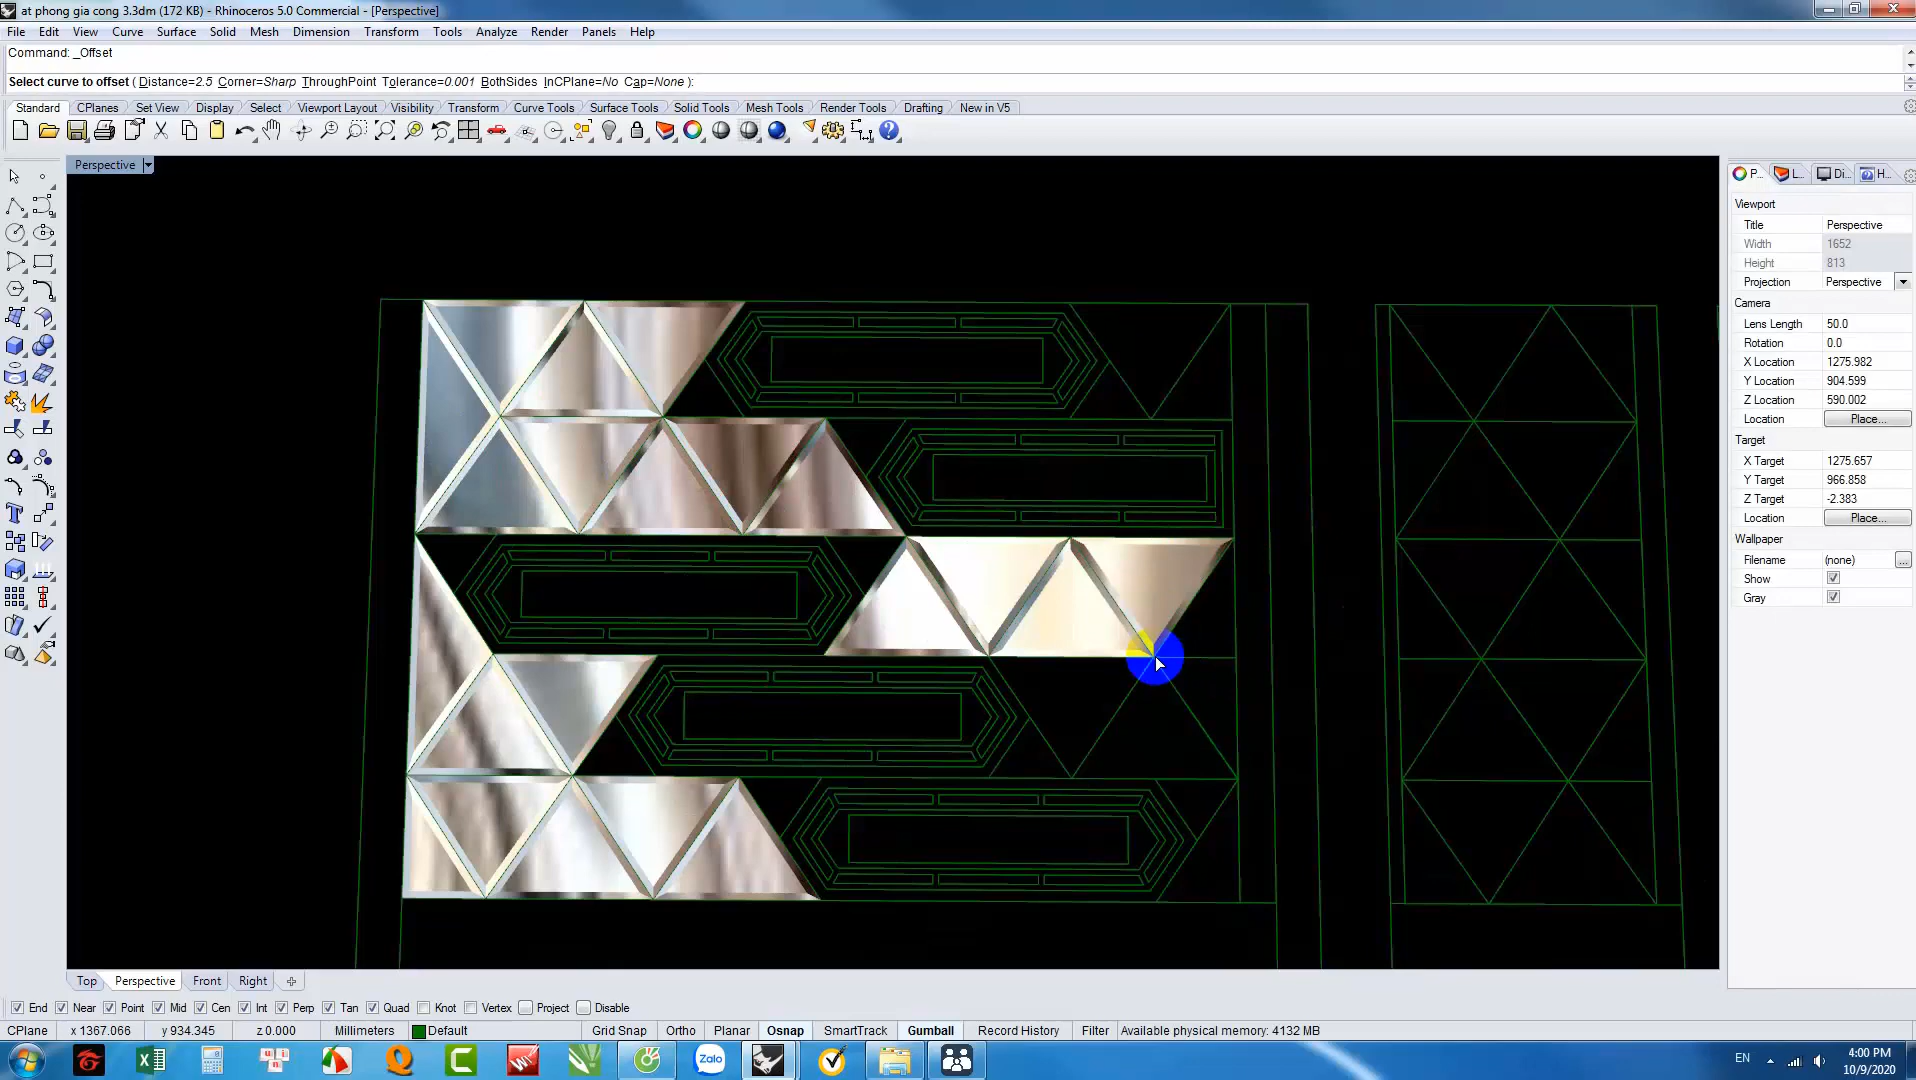 at phong gia cong 3.3dm (172 KB) - Rhinoceros 5.0 Commercial - [Perspective]
File Edit View Curve Surface Solid Mesh Dimension Transform Tools Analyze Render Panels Help
Command: _Offset
Select curve to offset ( Distance=2.5 Corner=Sharp ThroughPoint Tolerance=0.001 BothSides InCPlane=No Cap=None ):
Standard CPlanes Set View Display Select Viewport Layout Visibility Transform Curve Tools Surface Tools Solid Tools Mesh Tools Render Tools Drafting New in V5
Perspective
P... L... Di... H...
Viewport
Title Perspective
Width 1652
Height 813
Projection Perspective
Camera
Lens Length 50.0
Rotation 0.0
X Location 1275.982
Y Location 904.599
Z Location 590.002
Location Place...
Target
X Target 1275.657
Y Target 966.858
Z Target -2.383
Location Place...
Wallpaper
Filename (none) ...
Show
Gray
Top Perspective Front Right
End Near Point Mid Cen Int Perp Tan Quad Knot Vertex Project Disable
CPlane x 1367.066 y 934.345 z 0.000 Millimeters Default Grid Snap Ortho Planar Osnap SmartTrack Gumball Record History Filter Available physical memory: 4132 MB
Zalo
EN
4:00 PM
10/9/2020